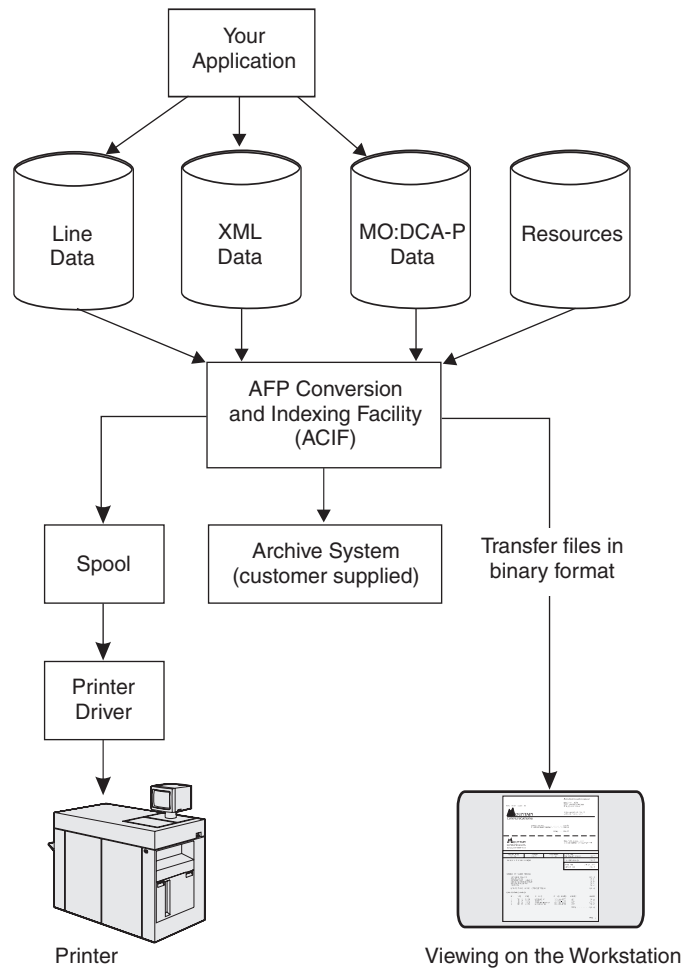 Your
Application
Line
Data
XML
Data
MO:DCA-P
Data
Resources
AFP Conversion
and Indexing Facility
(ACIF)
Spool
Archive System
(customer supplied)
Transfer files in
binary format
Printer
Driver
Printer
Viewing on the Workstation